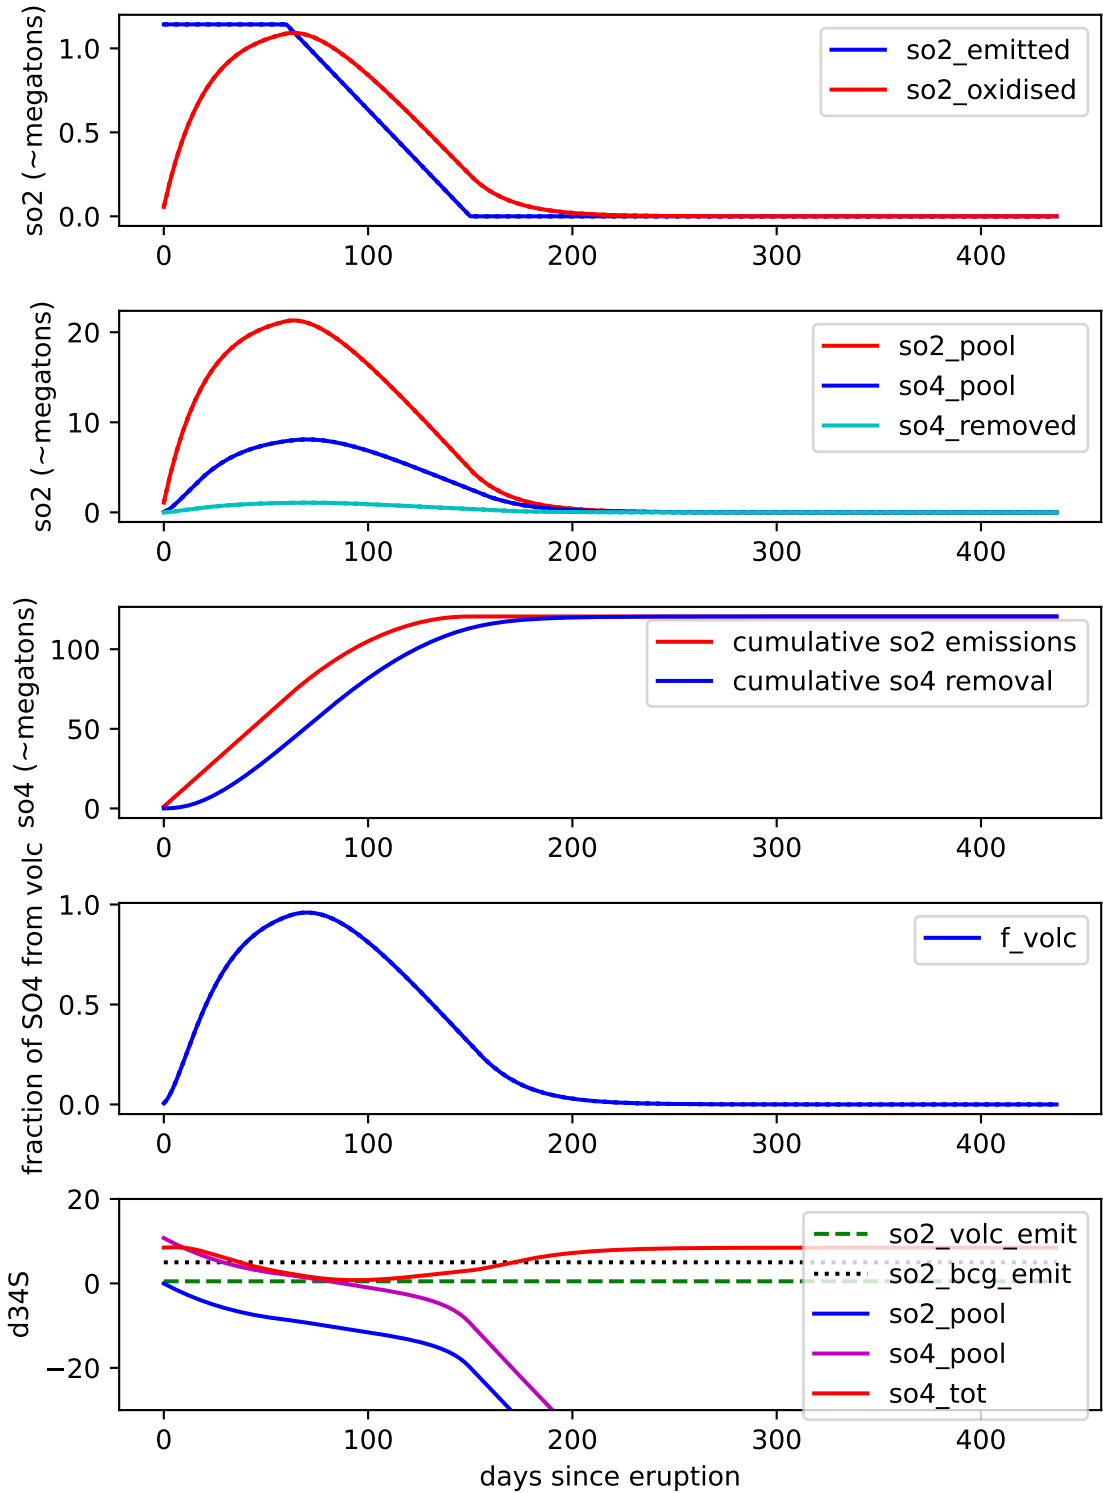 so2 (~megatons)
1.0
0.5
0.0
so2_emitted
so2_oxidised
0 100 200 300 400
so2 (~megatons)
20
10
0
so2_pool
so4_pool
so4_removed
0 100 200 300 400
so4 (~megatons)
100
50
0
cumulative so2 emissions
cumulative so4 removal
0 100 200 300 400
fraction of SO4 from volc
1.0
0.5
0.0
f_volc
0 100 200 300 400
d34S
20
0
−20
so2_volc_emit
so2_bcg_emit
so2_pool
so4_pool
so4_tot
0 100 200 300 400
days since eruption